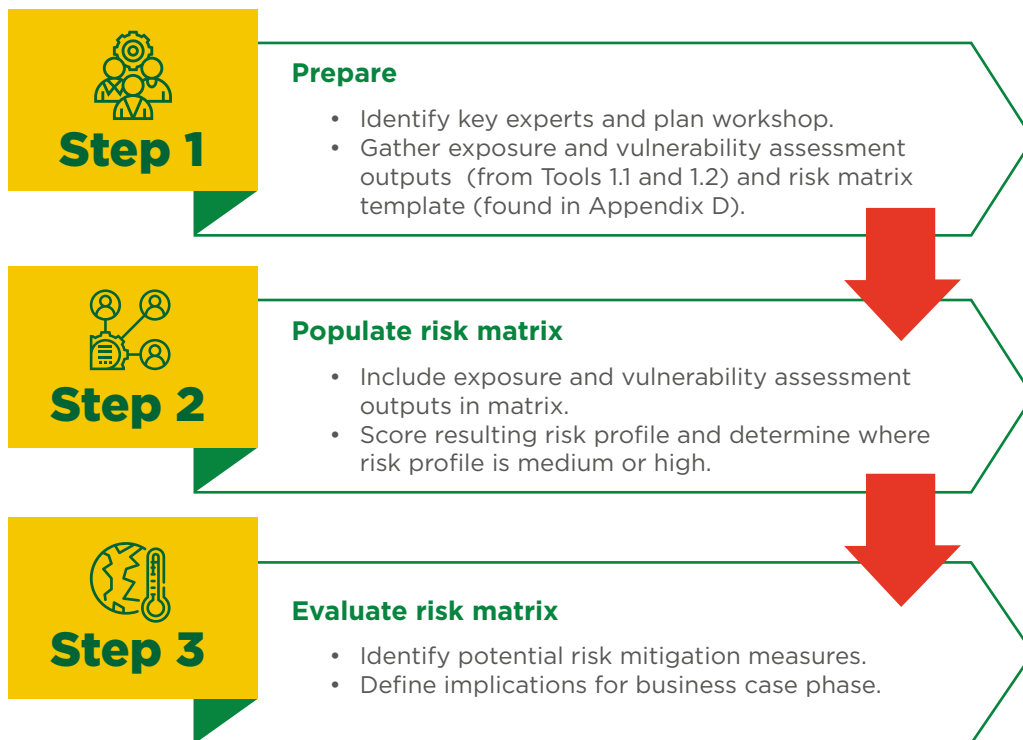 Step 1
Prepare
• Identify key experts and plan workshop.
• Gather exposure and vulnerability assessment
outputs (from Tools 1.1 and 1.2) and risk matrix
template (found in Appendix D).
Step 2
Populate risk matrix
• Include exposure and vulnerability assessment
outputs in matrix.
• Score resulting risk profile and determine where
risk profile is medium or high.
Step 3
Evaluate risk matrix
• Identify potential risk mitigation measures.
• Define implications for business case phase.